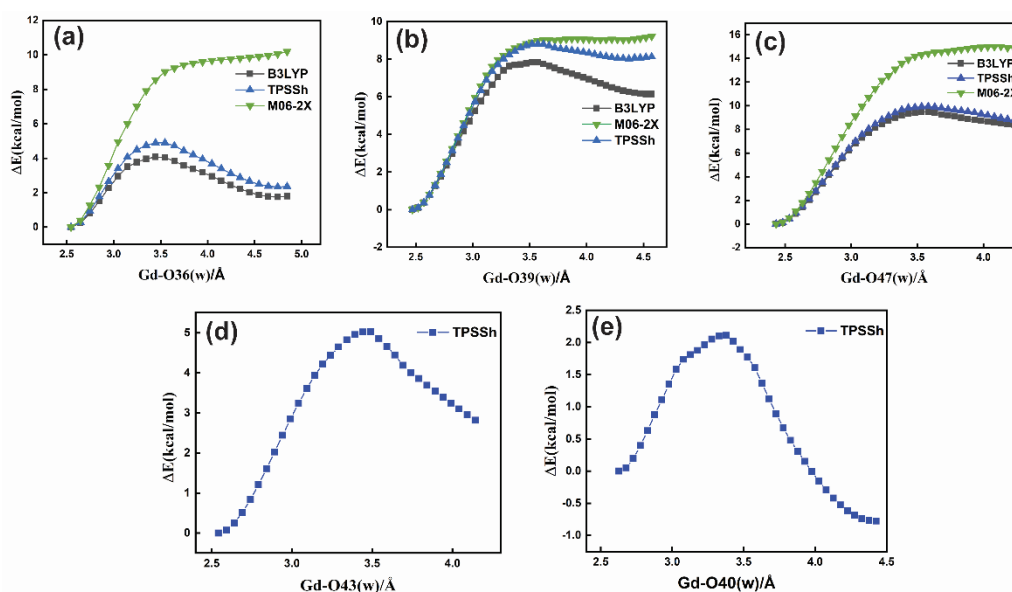 (a)
B3LYP
TPSSh
M06-2X
ΔE(kcal/mol)
12
10
8
6
4
2
0
2.5 3.0 3.5 4.0 4.5 5.0
Gd-O36(w)/Å
(b)
B3LYP
M06-2X
TPSSh
ΔE(kcal/mol)
10
8
6
4
2
0
-2
2.5 3.0 3.5 4.0 4.5
Gd-O39(w)/Å
(c)
B3LYP
TPSSh
M06-2X
ΔE(kcal/mol)
16
14
12
10
8
6
4
2
0
-2
2.5 3.0 3.5 4.0
Gd-O47(w)/Å
(d)
TPSSh
ΔE(kcal/mol)
5
4
3
2
1
0
2.5 3.0 3.5 4.0
Gd-O43(w)/Å
(e)
TPSSh
ΔE(kcal/mol)
2.5
2.0
1.5
1.0
0.5
0.0
-0.5
-1.0
2.5 3.0 3.5 4.0 4.5
Gd-O40(w)/Å